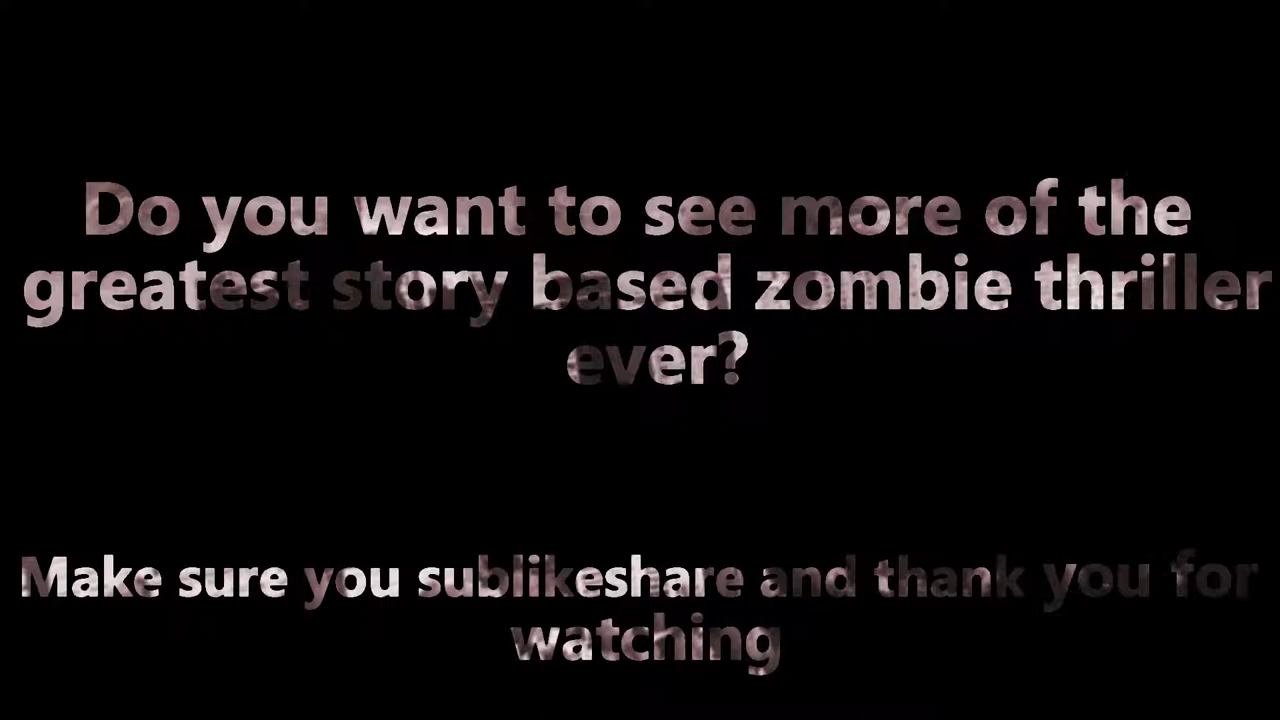 Do you want to see more of the
greatest story based zombie thriller
ever?
Make sure you sublikeshare and thank you for
watching